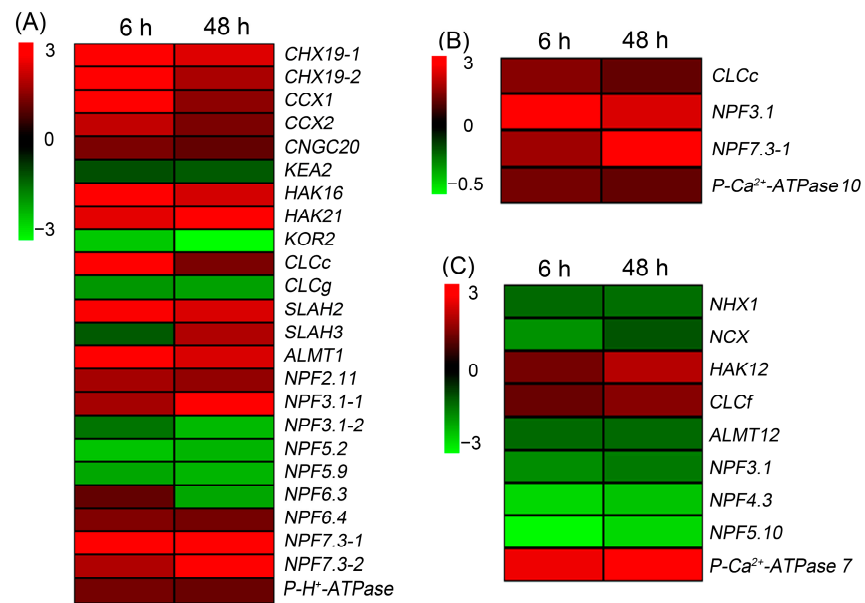 (A)
6 h 48 h
3
0
−3
CHX19-1
CHX19-2
CCX1
CCX2
CNGC20
KEA2
HAK16
HAK21
KOR2
CLCc
CLCg
SLAH2
SLAH3
ALMT1
NPF2.11
NPF3.1-1
NPF3.1-2
NPF5.2
NPF5.9
NPF6.3
NPF6.4
NPF7.3-1
NPF7.3-2
P-H⁺-ATPase
(B)
6 h 48 h
3
0
−0.5
CLCc
NPF3.1
NPF7.3-1
P-Ca²⁺-ATPase10
(C)
6 h 48 h
3
0
−3
NHX1
NCX
HAK12
CLCf
ALMT12
NPF3.1
NPF4.3
NPF5.10
P-Ca²⁺-ATPase 7